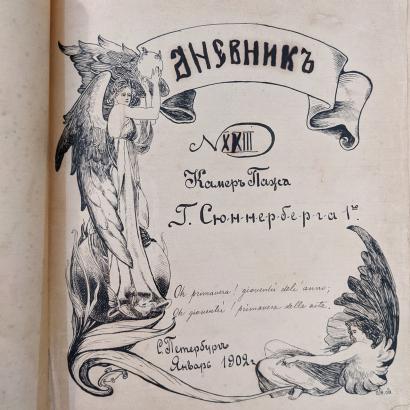 ДНЕВНИКЪ
N XXIII
Камеръ Пажа
Г. Сюннерберга 1го
Oh primavera! gioventù dell' anno;
Oh gioventù! primavera della vita.
С. Петербургъ
Январь 1902 г.